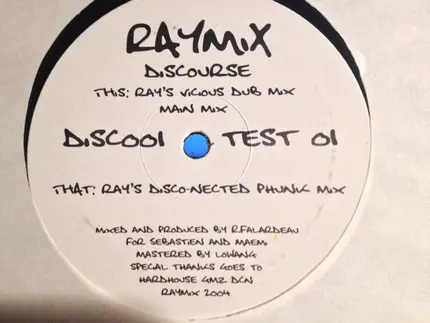 RAYMIX
DISCOURSE
THIS: RAY'S VICIOUS DUB MIX
MAIN MIX
DISCO01 TEST 01
THAT: RAY'S DISCO-NECTED PHUNK MIX
MIXED AND PRODUCED BY R.FALARDEAU
FOR SEBASTIEN AND MAEMI
MASTERED BY LOWANG
SPECIAL THANKS GOES TO
HARDHOUSE GMZ DCN
RAYMIX 2004